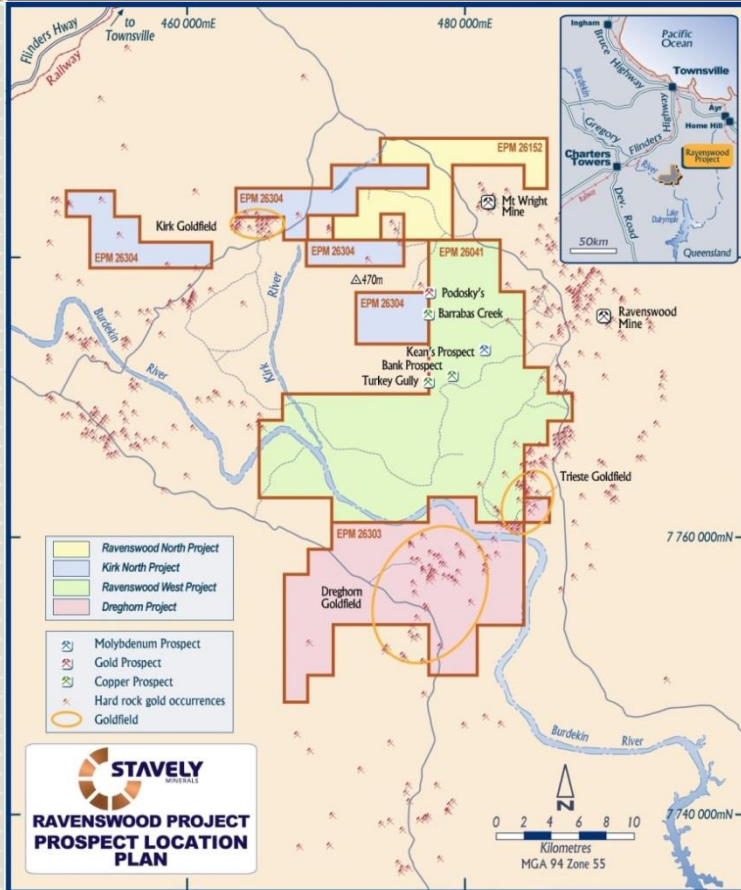 460 000mE
480 000mE
Flinders Hwy
to
Townsville
Railway
Ingham
Bruce Highway
Pacific
Ocean
Townsville
Burdekin
Ayr
Home Hill
Gregory
Flinders
Highway
River
Charters
Towers
Ravenswood
Project
Dev. Road
Lake
Dalrymple
50km
Queensland
EPM 26152
EPM 26304
Mt Wright
Mine
Kirk Goldfield
EPM 26304
EPM 26304
EPM 26041
470m
Podosky's
EPM 26304
Barrabas Creek
Ravenswood
Mine
River
Kirk
Burdekin
River
Kean's Prospect
Bank Prospect
Turkey Gully
Trieste Goldfield
EPM 26303
7 760 000mN
Dreghorn
Goldfield
Ravenswood North Project
Kirk North Project
Ravenswood West Project
Dreghorn Project
Molybdenum Prospect
Gold Prospect
Copper Prospect
Hard rock gold occurrences
Goldfield
Burdekin
River
STAVELY
MINERALS
RAVENSWOOD PROJECT
PROSPECT LOCATION
PLAN
N
7 740 000mN
0 2 4 6 8 10
Kilometres
MGA 94 Zone 55